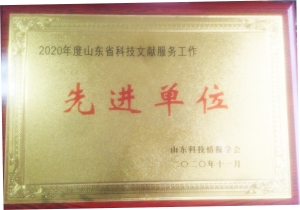 2020年度山东省科技文献服务工作
先进单位
山东科技情报学会
二〇二〇年十一月